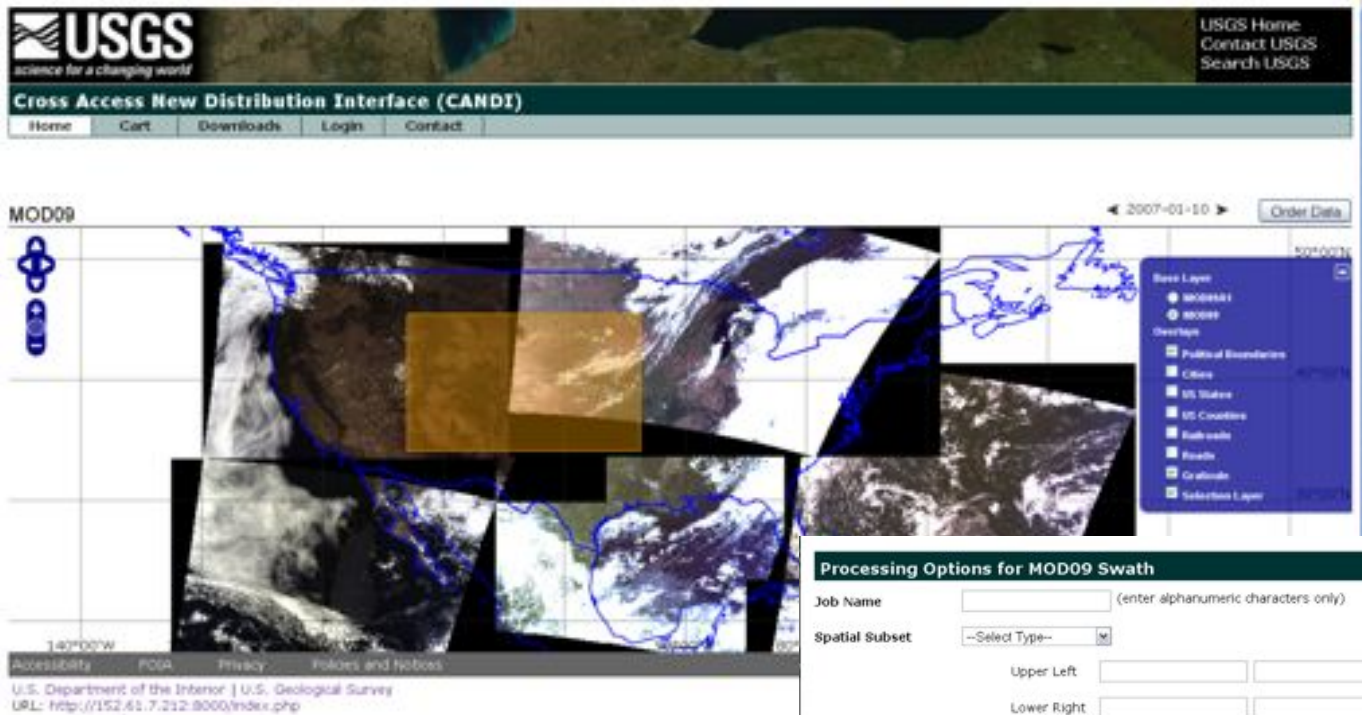 USGS
science for a changing world
USGS Home
Contact USGS
Search USGS
Cross Access New Distribution Interface (CANDI)
Home Cart Downloads Login Contact
MOD09
◄ 2007-01-10 ►
Order Data
50°00'N
Base Layer
MOD09
Overlays
Political Boundaries
Cities
US States
US Counties
Railroads
Roads
Graticule
Selection Layer
140°00'W
Accessibility FOIA Privacy Policies and Notices
U.S. Department of the Interior | U.S. Geological Survey
URL: http://152.61.7.212:8000/index.php
Processing Options for MOD09 Swath
Job Name (enter alphanumeric characters only)
Spatial Subset --Select Type--
Upper Left
Lower Right